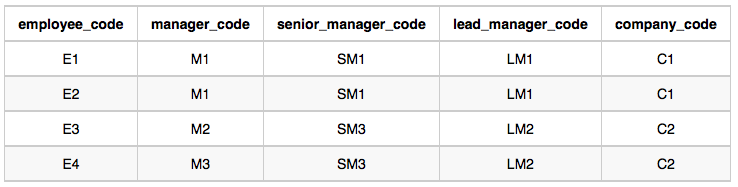 employee_code manager_code senior_manager_code lead_manager_code company_code
E1 M1 SM1 LM1 C1
E2 M1 SM1 LM1 C1
E3 M2 SM3 LM2 C2
E4 M3 SM3 LM2 C2